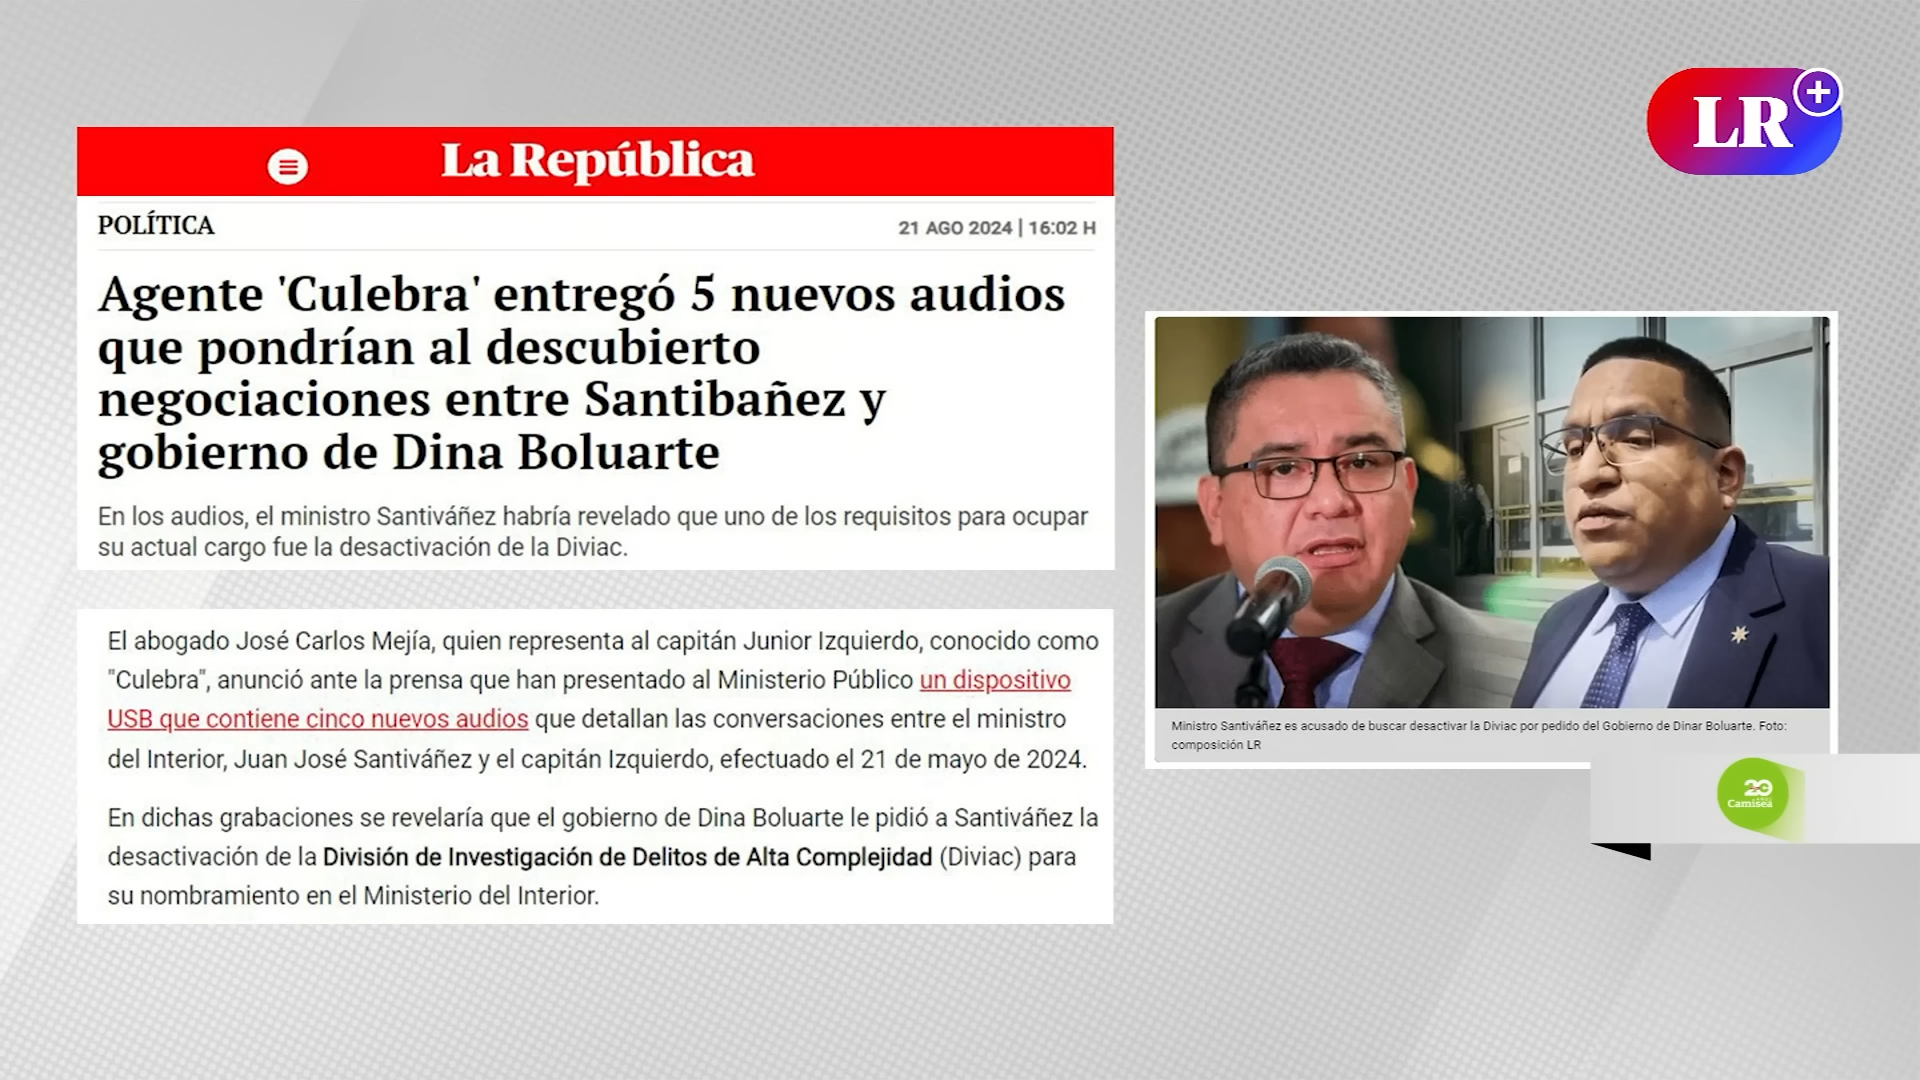 LR+
La República
POLÍTICA
21 AGO 2024 | 16:02 H
Agente 'Culebra' entregó 5 nuevos audios
que pondrían al descubierto
negociaciones entre Santibañez y
gobierno de Dina Boluarte
En los audios, el ministro Santiváñez habría revelado que uno de los requisitos para ocupar
su actual cargo fue la desactivación de la Diviac.
El abogado José Carlos Mejía, quien representa al capitán Junior Izquierdo, conocido como
"Culebra", anunció ante la prensa que han presentado al Ministerio Público un dispositivo
USB que contiene cinco nuevos audios que detallan las conversaciones entre el ministro
del Interior, Juan José Santiváñez y el capitán Izquierdo, efectuado el 21 de mayo de 2024.
En dichas grabaciones se revelaría que el gobierno de Dina Boluarte le pidió a Santiváñez la
desactivación de la División de Investigación de Delitos de Alta Complejidad (Diviac) para
su nombramiento en el Ministerio del Interior.
Ministro Santiváñez es acusado de buscar desactivar la Diviac por pedido del Gobierno de Dinar Boluarte. Foto:
composición LR
20
Camisea